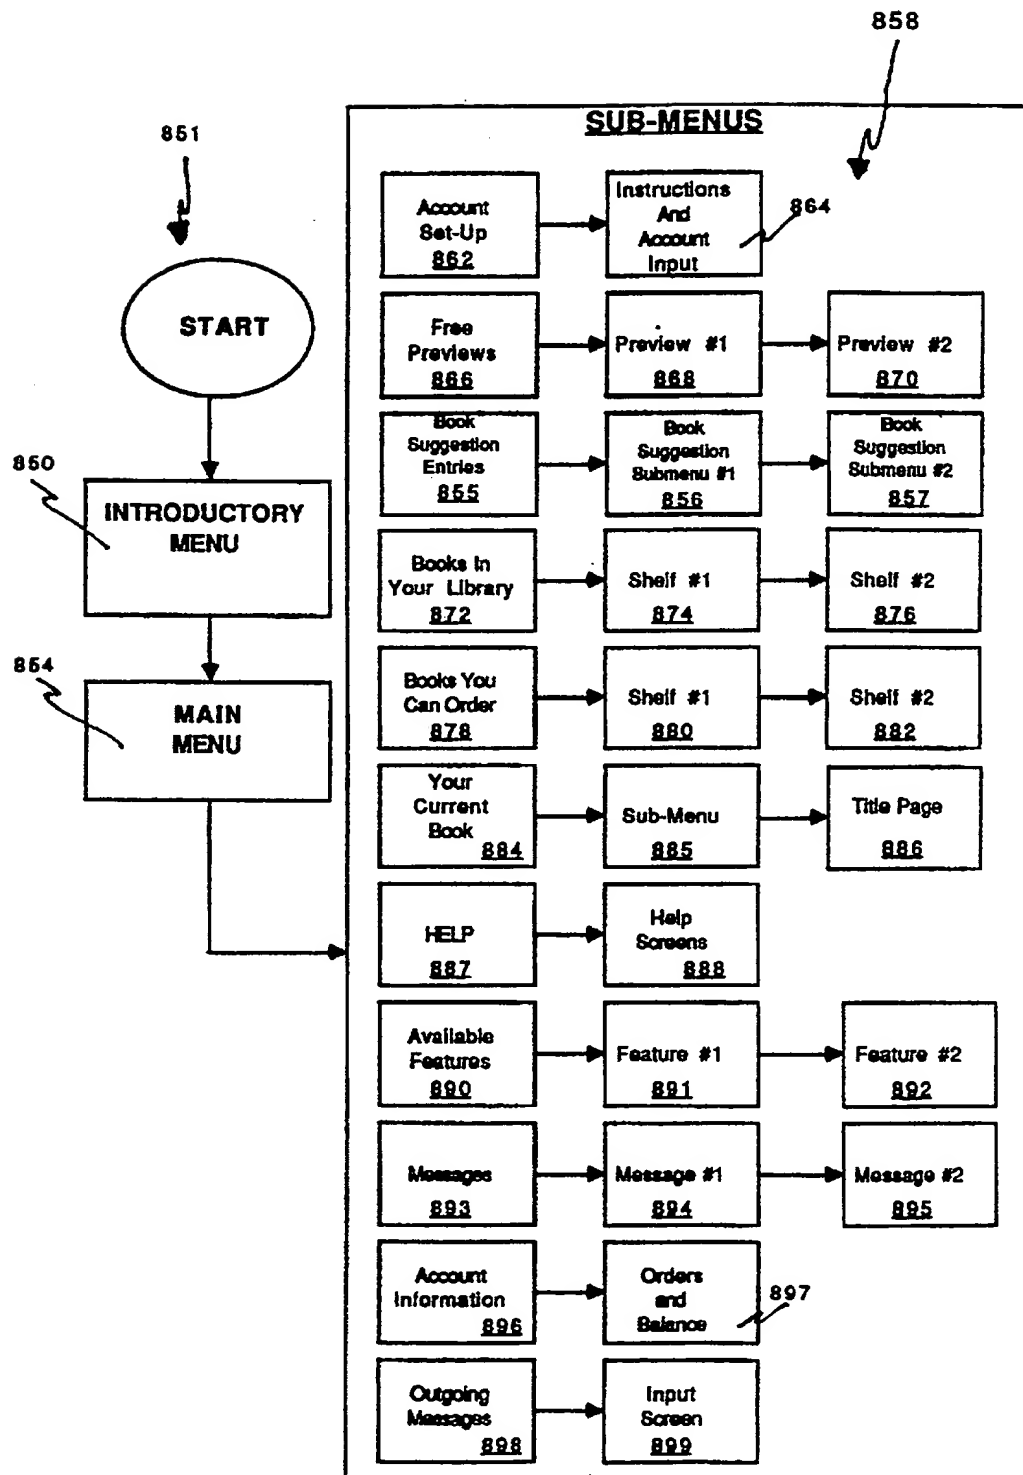 858
SUB-MENUS
851
START
850
INTRODUCTORY
MENU
854
MAIN
MENU
Account
Set-Up
862
Instructions
And
Account
Input
864
Free
Previews
866
Preview #1
868
Preview #2
870
Book
Suggestion
Entries
855
Book
Suggestion
Submenu #1
856
Book
Suggestion
Submenu #2
857
Books In
Your Library
872
Shelf #1
874
Shelf #2
876
Books You
Can Order
878
Shelf #1
880
Shelf #2
882
Your
Current
Book
884
Sub-Menu
885
Title Page
886
HELP
887
Help
Screens
888
Available
Features
890
Feature #1
891
Feature #2
892
Messages
893
Message #1
894
Message #2
895
Account
Information
896
Orders
and
Balance
897
Outgoing
Messages
898
Input
Screen
899